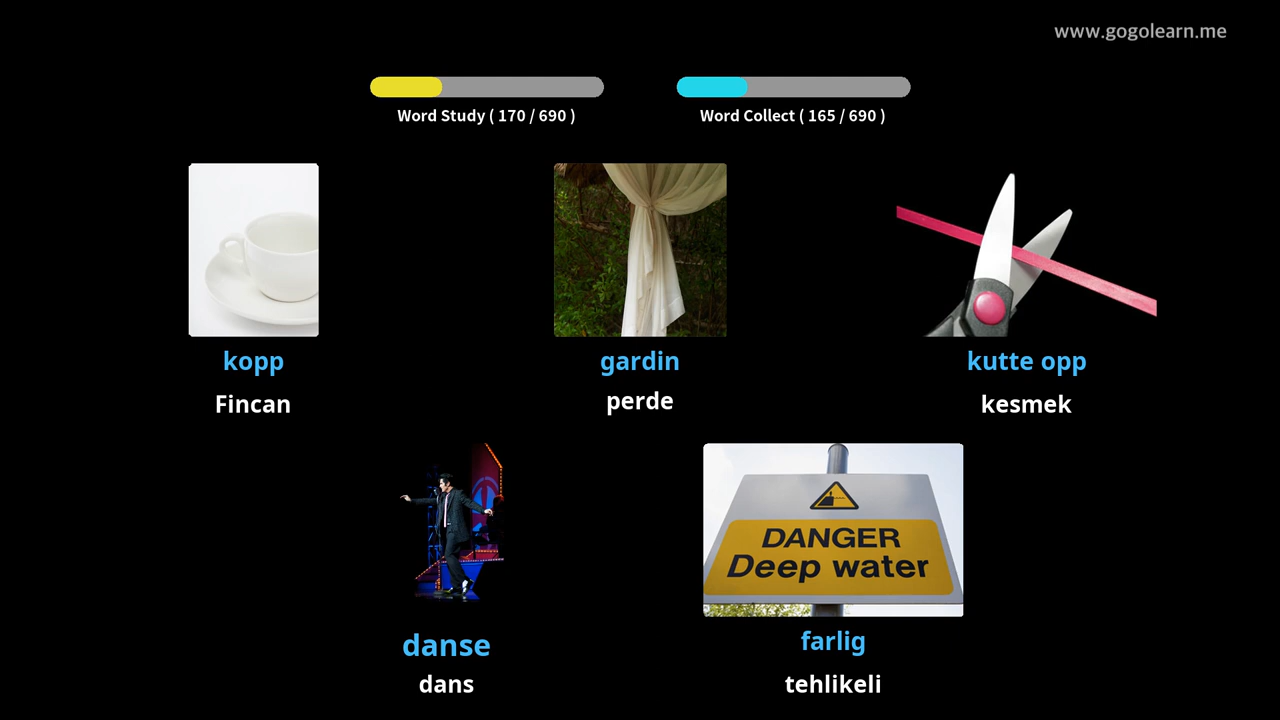 www.gogolearn.me
Word Study ( 170 / 690 )
Word Collect ( 165 / 690 )
kopp
gardin
kutte opp
Fincan
perde
kesmek
DANGER
Deep water
danse
farlig
dans
tehlikeli